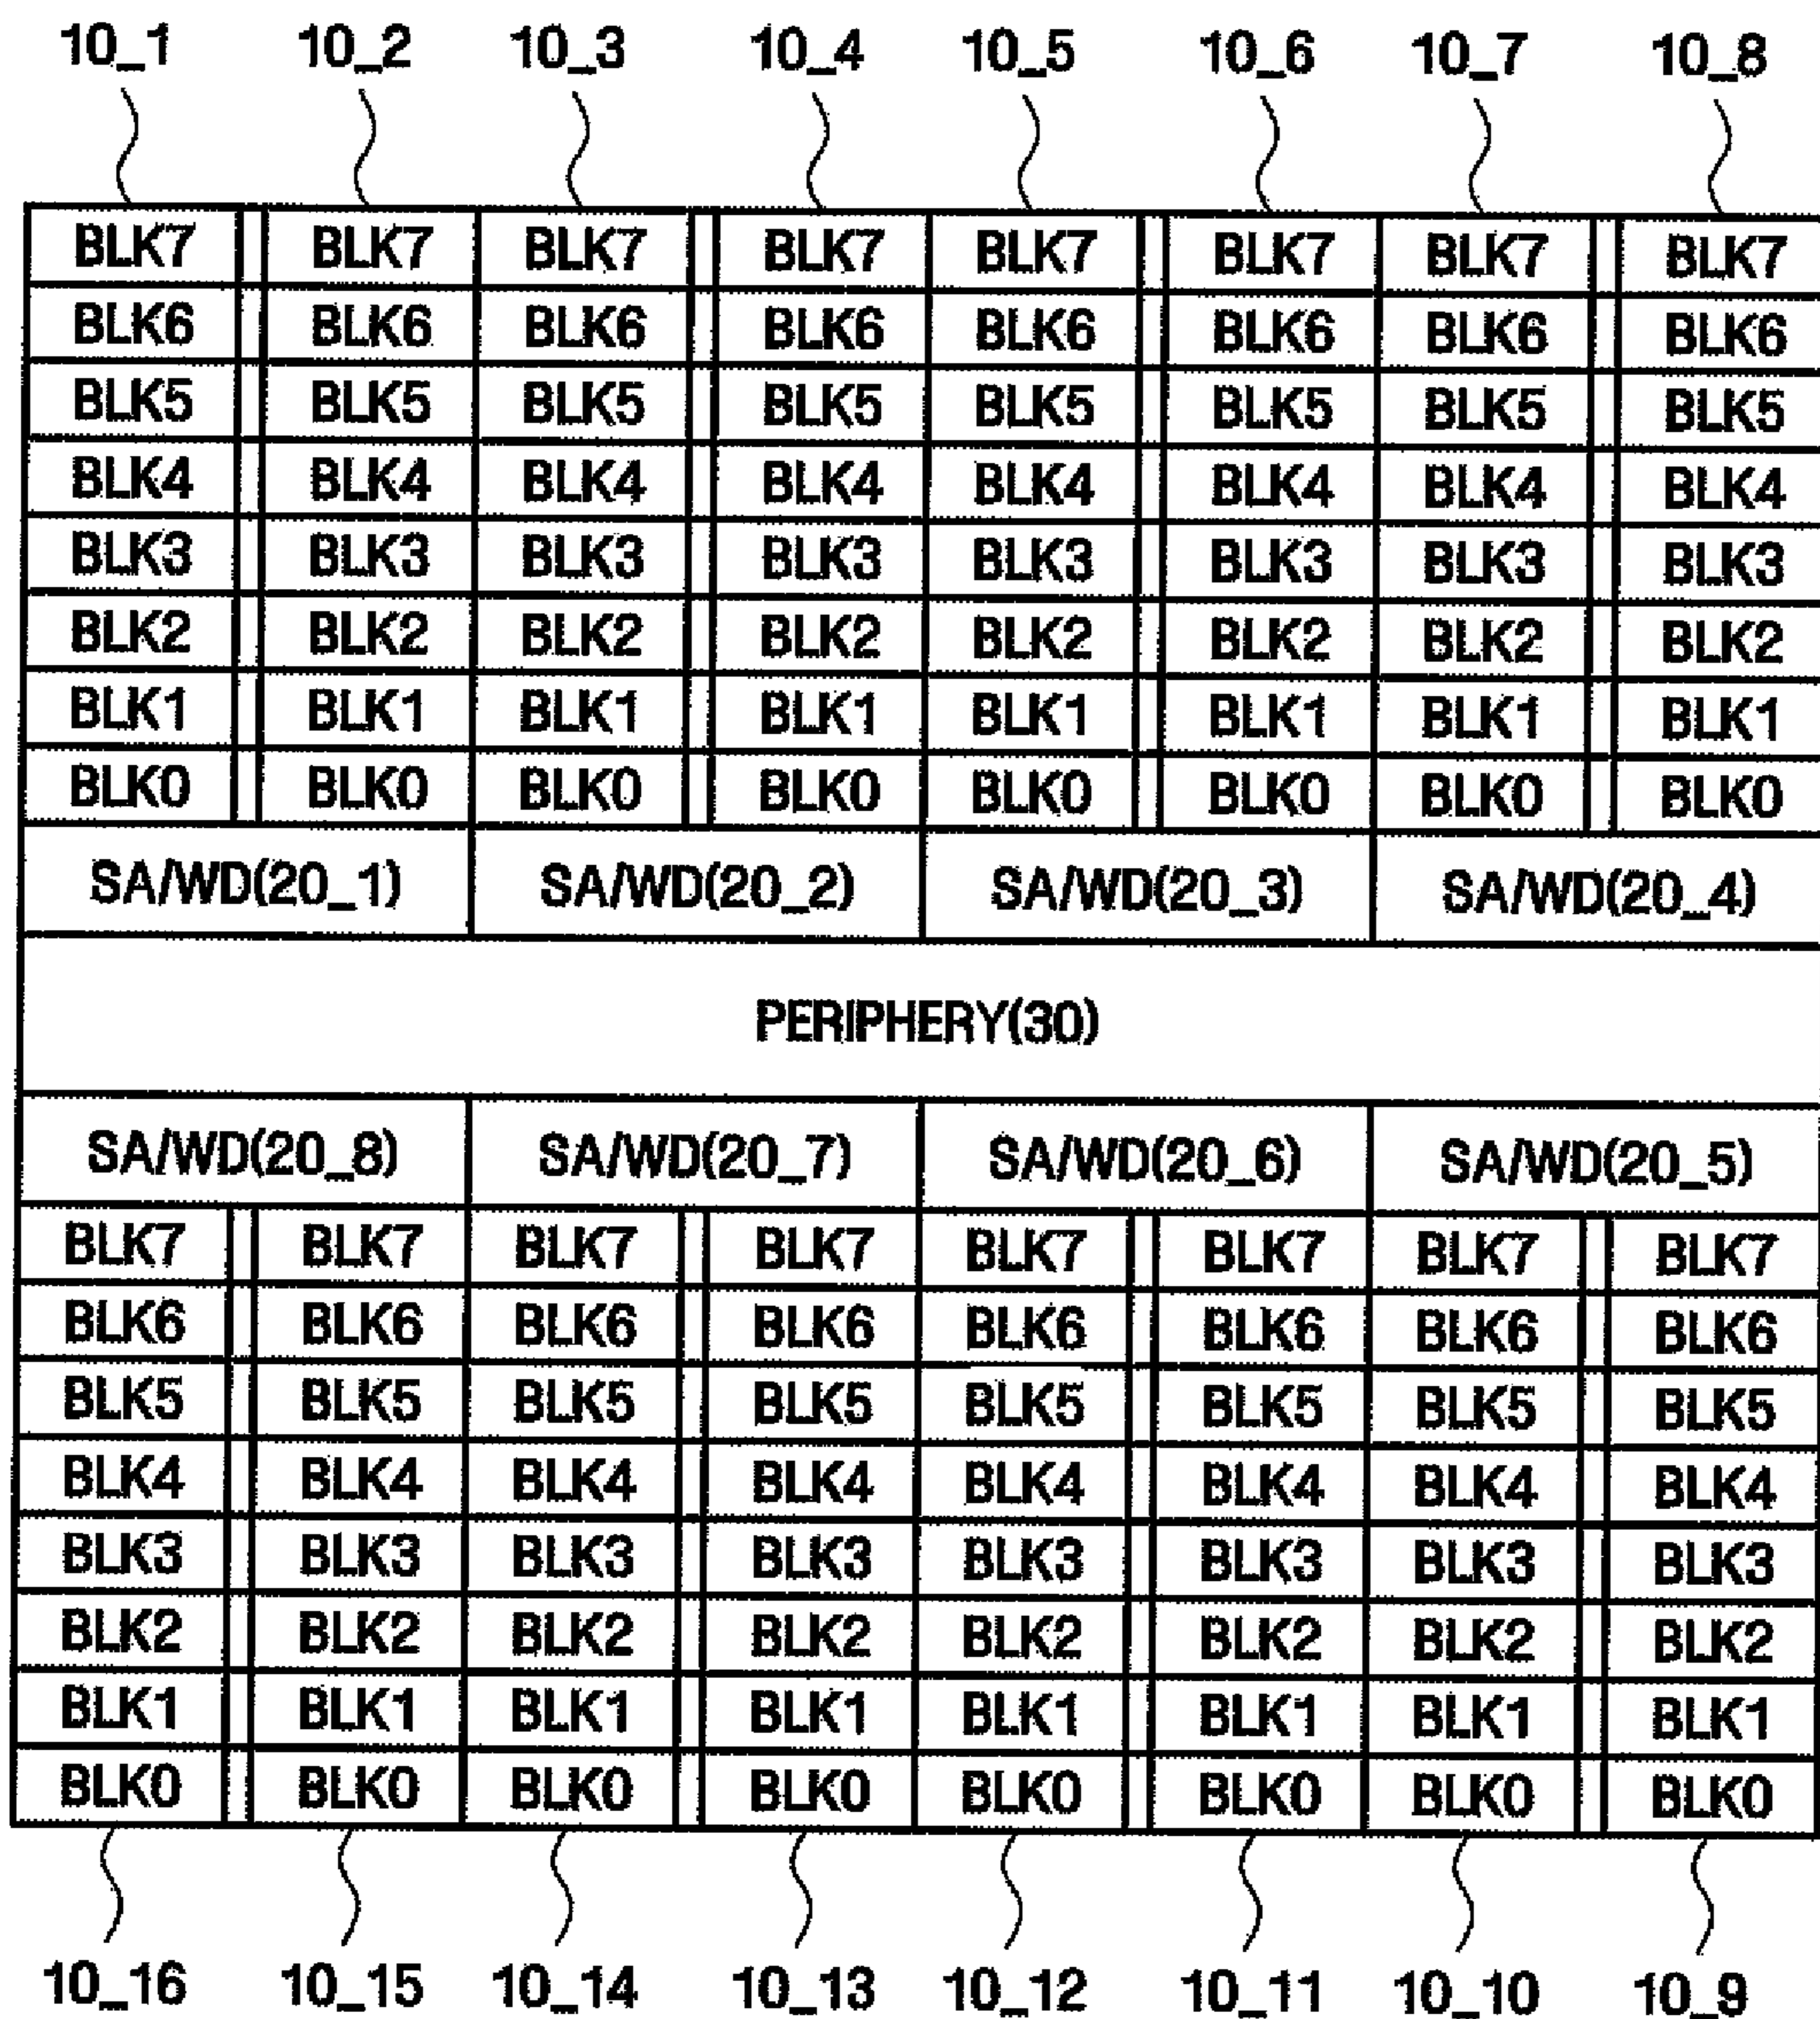 10_1 10_2 10_3 10_4 10_5 10_6 10_7 10_8
BLK7 BLK7 BLK7 BLK7 BLK7 BLK7 BLK7 BLK7
BLK6 BLK6 BLK6 BLK6 BLK6 BLK6 BLK6 BLK6
BLK5 BLK5 BLK5 BLK5 BLK5 BLK5 BLK5 BLK5
BLK4 BLK4 BLK4 BLK4 BLK4 BLK4 BLK4 BLK4
BLK3 BLK3 BLK3 BLK3 BLK3 BLK3 BLK3 BLK3
BLK2 BLK2 BLK2 BLK2 BLK2 BLK2 BLK2 BLK2
BLK1 BLK1 BLK1 BLK1 BLK1 BLK1 BLK1 BLK1
BLK0 BLK0 BLK0 BLK0 BLK0 BLK0 BLK0 BLK0
SA/WD(20_1) SA/WD(20_2) SA/WD(20_3) SA/WD(20_4)
PERIPHERY(30)
SA/WD(20_8) SA/WD(20_7) SA/WD(20_6) SA/WD(20_5)
BLK7 BLK7 BLK7 BLK7 BLK7 BLK7 BLK7 BLK7
BLK6 BLK6 BLK6 BLK6 BLK6 BLK6 BLK6 BLK6
BLK5 BLK5 BLK5 BLK5 BLK5 BLK5 BLK5 BLK5
BLK4 BLK4 BLK4 BLK4 BLK4 BLK4 BLK4 BLK4
BLK3 BLK3 BLK3 BLK3 BLK3 BLK3 BLK3 BLK3
BLK2 BLK2 BLK2 BLK2 BLK2 BLK2 BLK2 BLK2
BLK1 BLK1 BLK1 BLK1 BLK1 BLK1 BLK1 BLK1
BLK0 BLK0 BLK0 BLK0 BLK0 BLK0 BLK0 BLK0
10_16 10_15 10_14 10_13 10_12 10_11 10_10 10_9